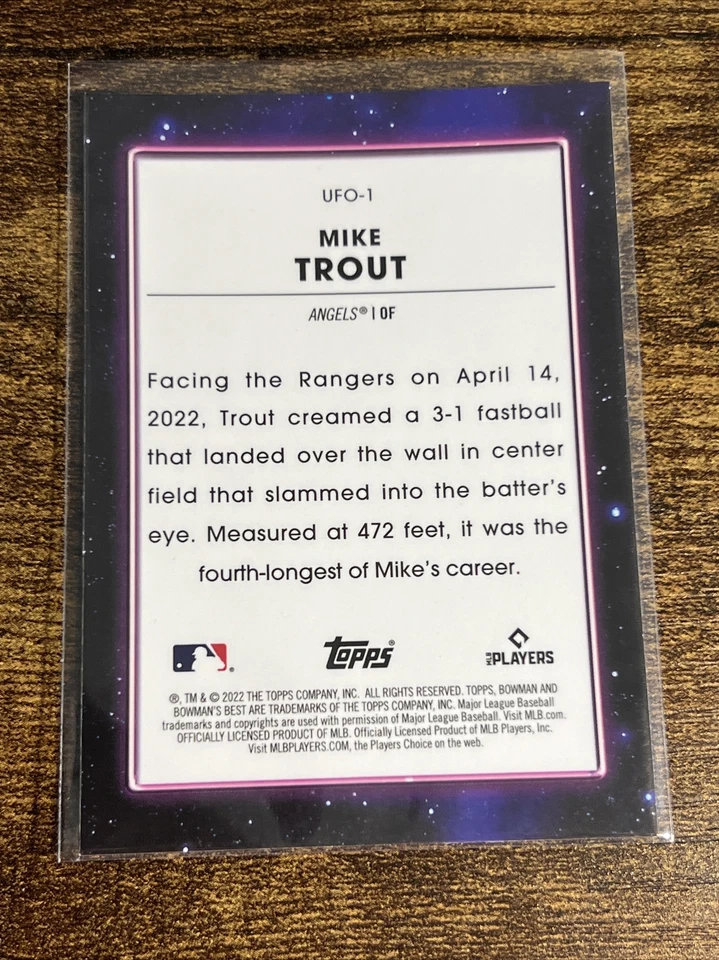 UFO-1
MIKE
TROUT
ANGELS® | OF
Facing the Rangers on April 14,
2022, Trout creamed a 3-1 fastball
that landed over the wall in center
field that slammed into the batter's
eye. Measured at 472 feet, it was the
fourth-longest of Mike's career.
® topps® MLB PLAYERS
®, TM & © 2022 THE TOPPS COMPANY, INC. ALL RIGHTS RESERVED. TOPPS, BOWMAN AND
BOWMAN'S BEST ARE TRADEMARKS OF THE TOPPS COMPANY, INC. Major League Baseball
trademarks and copyrights are used with permission of Major League Baseball. Visit MLB.com.
OFFICIALLY LICENSED PRODUCT OF MLB. Officially Licensed Product of MLB Players, Inc.
Visit MLBPLAYERS.COM, the Players Choice on the web.